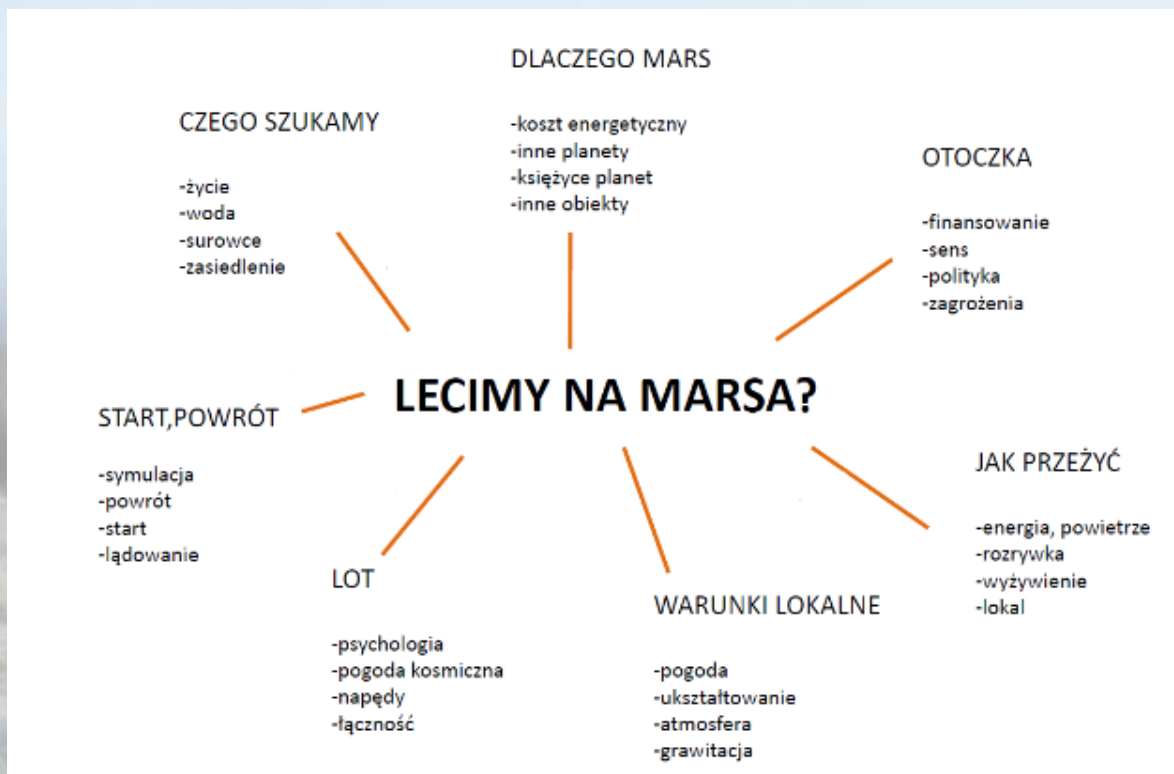 DLACZEGO MARS
-koszt energetyczny
-inne planety
-księżyce planet
-inne obiekty
CZEGO SZUKAMY
-życie
-woda
-surowce
-zasiedlenie
OTOCZKA
-finansowanie
-sens
-polityka
-zagrożenia
LECIMY NA MARSA?
START,POWRÓT
-symulacja
-powrót
-start
-lądowanie
JAK PRZEŻYĆ
-energia, powietrze
-rozrywka
-wyżywienie
-lokal
LOT
-psychologia
-pogoda kosmiczna
-napędy
-łączność
WARUNKI LOKALNE
-pogoda
-ukształtowanie
-atmosfera
-grawitacja